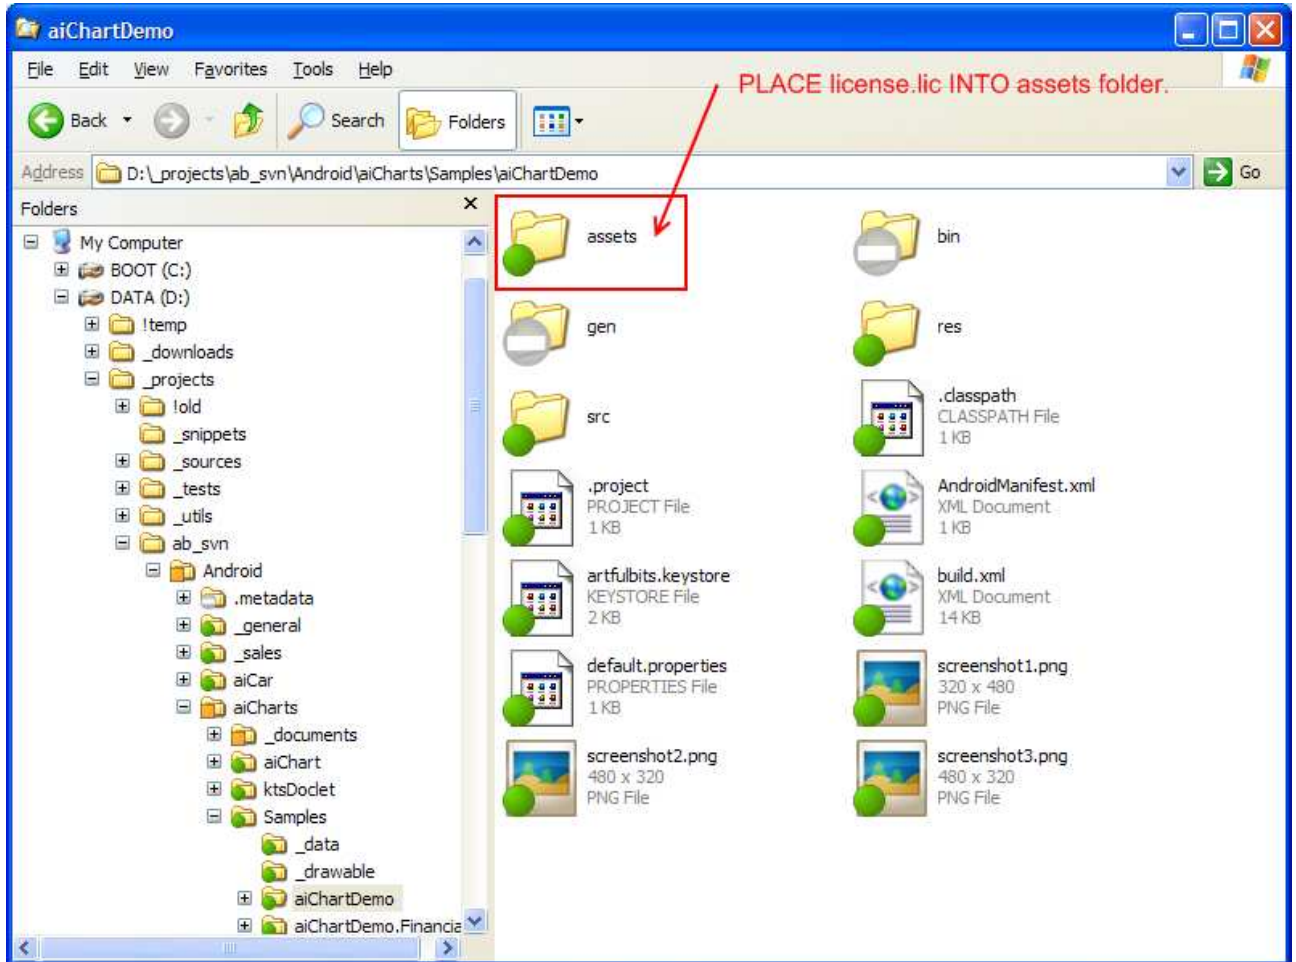 aiChartDemo
File Edit View Favorites Tools Help
PLACE license.lic INTO assets folder.
Back Search Folders
Address D:\_projects\ab_svn\Android\aiCharts\Samples\aiChartDemo Go
Folders
My Computer
BOOT (C:)
DATA (D:)
!temp
_downloads
_projects
!old
_snippets
_sources
_tests
_utils
ab_svn
Android
.metadata
_general
_sales
aiCar
aiCharts
_documents
aiChart
ktsDoclet
Samples
_data
_drawable
aiChartDemo
aiChartDemo.Financia
assets
bin
gen
res
src
.classpath
CLASSPATH File
1 KB
.project
PROJECT File
1 KB
AndroidManifest.xml
XML Document
1 KB
artfulbits.keystore
KEYSTORE File
2 KB
build.xml
XML Document
14 KB
default.properties
PROPERTIES File
1 KB
screenshot1.png
320 x 480
PNG File
screenshot2.png
480 x 320
PNG File
screenshot3.png
480 x 320
PNG File